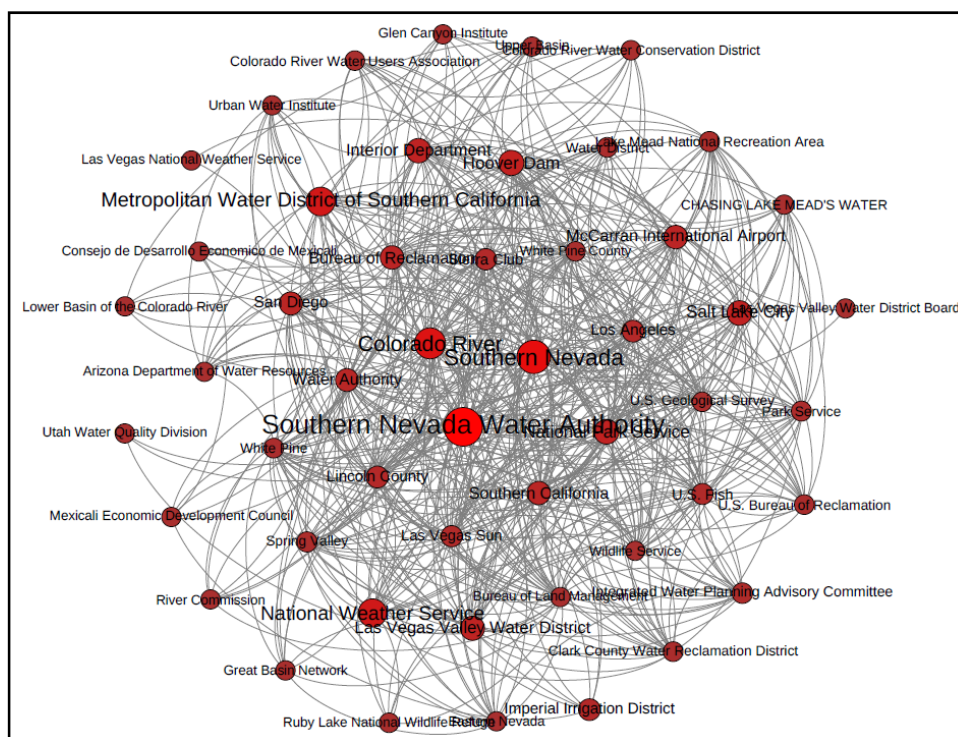 Glen Canyon Institute
Upper Basin
Colorado River Water Conservation District
Colorado River Water Users Association
Urban Water Institute
Las Vegas National Weather Service
Interior Department
Hoover Dam
Water District
Lake Mead National Recreation Area
Metropolitan Water District of Southern California
CHASING LAKE MEAD'S WATER
McCarran International Airport
Consejo de Desarrollo Economico de Mexicali
Bureau of Reclamation
Sierra Club
White Pine County
Lower Basin of the Colorado River
San Diego
Salt Lake City
Las Vegas Valley Water District Board
Los Angeles
Colorado River
Southern Nevada
Arizona Department of Water Resources
Water Authority
U.S. Geological Survey
Park Service
Southern Nevada Water Authority
National Park Service
Utah Water Quality Division
White Pine
Lincoln County
Southern California
U.S. Fish
U.S. Bureau of Reclamation
Mexicali Economic Development Council
Spring Valley
Las Vegas Sun
Wildlife Service
River Commission
National Weather Service
Bureau of Land Management
Integrated Water Planning Advisory Committee
Las Vegas Valley Water District
Clark County Water Reclamation District
Great Basin Network
Imperial Irrigation District
Ruby Lake National Wildlife Refuge
Eastern Nevada